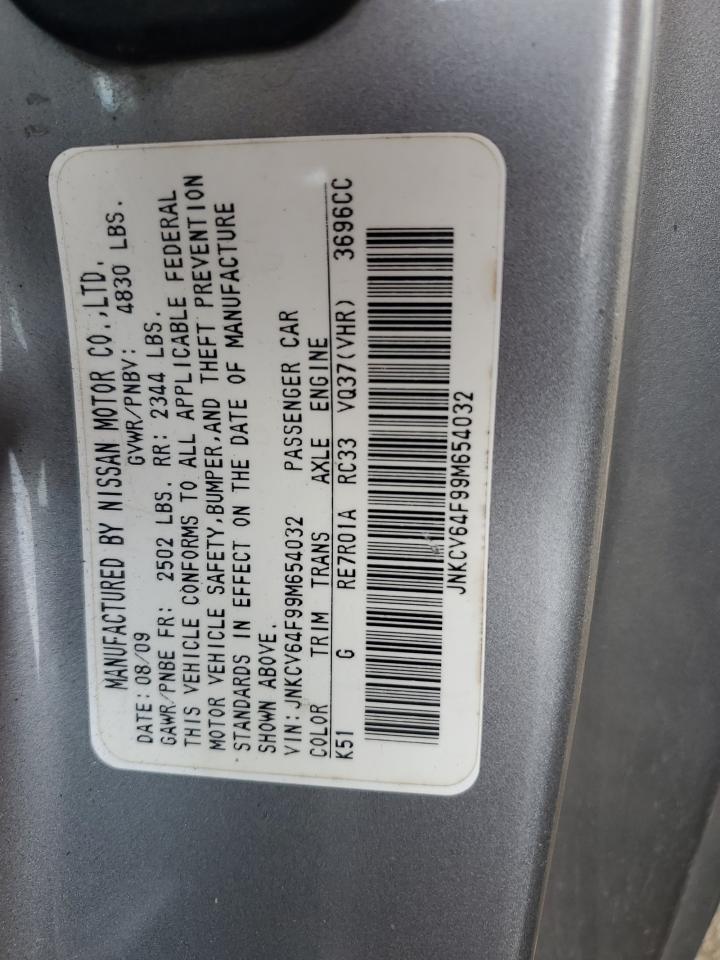 MANUFACTURED BY NISSAN MOTOR CO.,LTD.
DATE: 08/09 GVWR/PNBV: 4830 LBS.
GAWR/PNBE FR: 2502 LBS. RR: 2344 LBS.
THIS VEHICLE CONFORMS TO ALL APPLICABLE FEDERAL
MOTOR VEHICLE SAFETY,BUMPER,AND THEFT PREVENTION
STANDARDS IN EFFECT ON THE DATE OF MANUFACTURE
SHOWN ABOVE.
VIN:JNKCV64F99M654032 PASSENGER CAR
COLOR TRIM TRANS AXLE ENGINE
K51 G RE7R01A RC33 VQ37(VHR) 3696CC
JNKCV64F99M654032